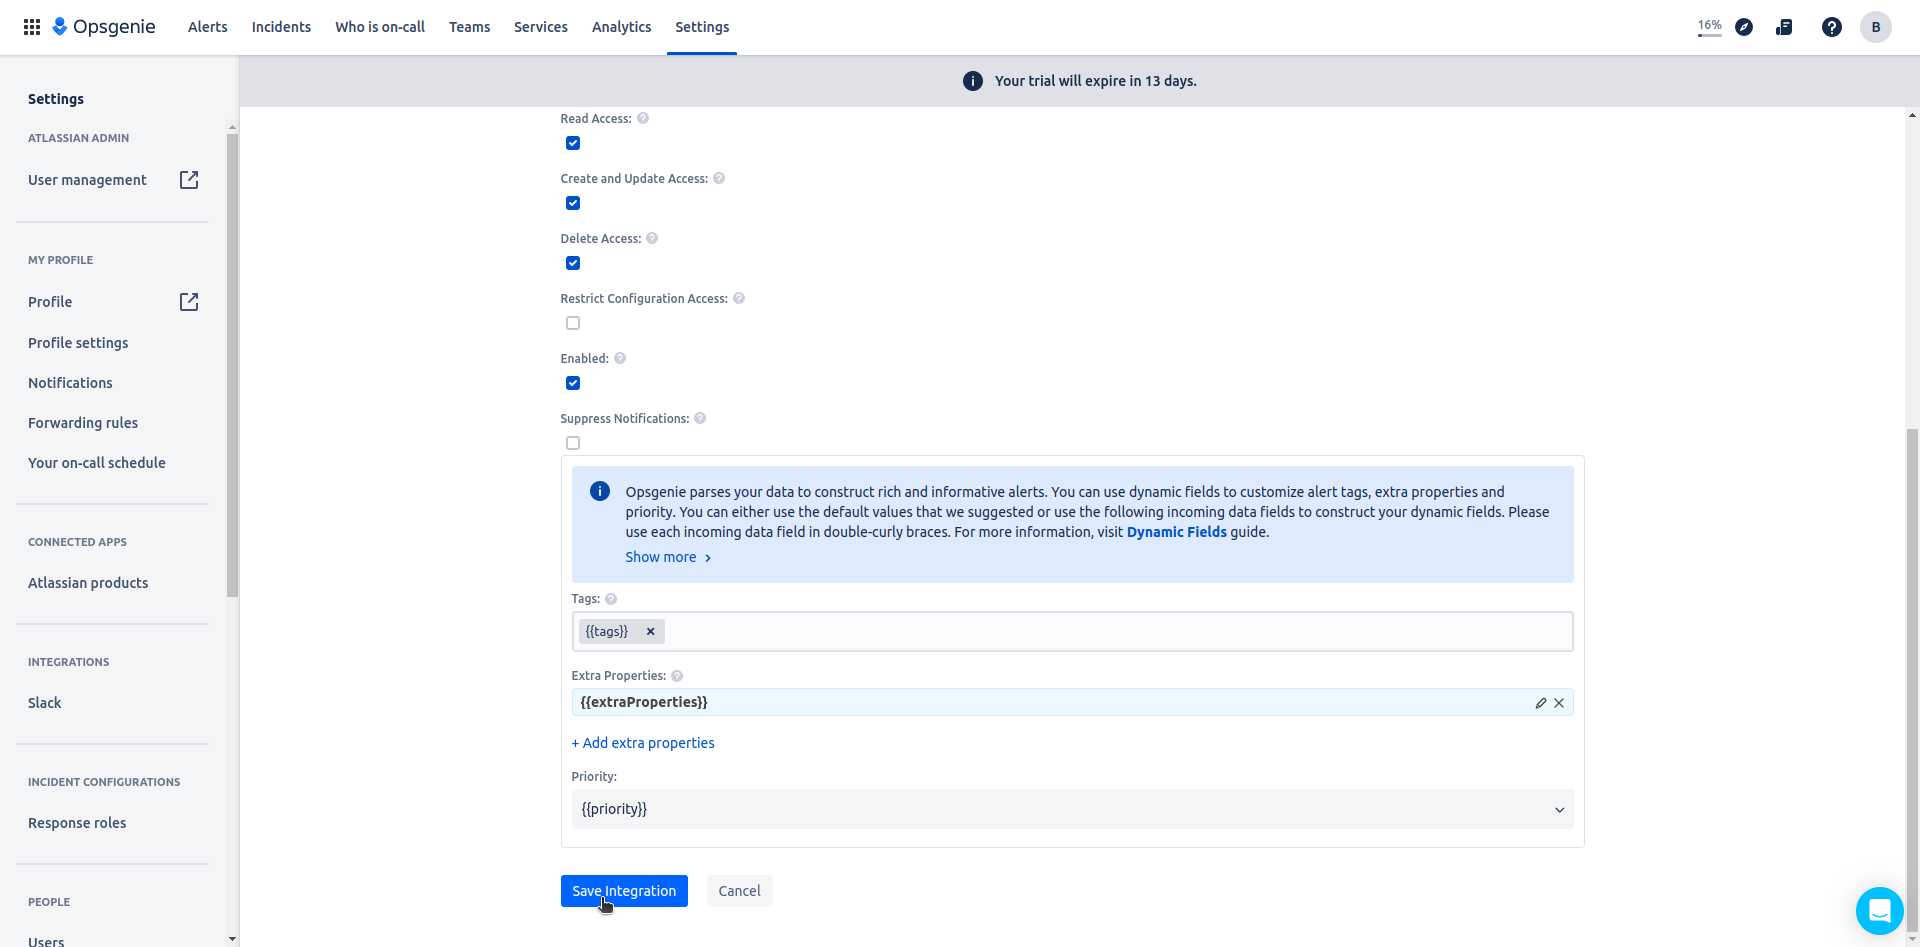 Opsgenie
Alerts
Incidents
Who is on-call
Teams
Services
Analytics
Settings
16%
B
Your trial will expire in 13 days.
Settings
ATLASSIAN ADMIN
User management
MY PROFILE
Profile
Profile settings
Notifications
Forwarding rules
Your on-call schedule
CONNECTED APPS
Atlassian products
INTEGRATIONS
Slack
INCIDENT CONFIGURATIONS
Response roles
PEOPLE
Users
Read Access:
Create and Update Access:
Delete Access:
Restrict Configuration Access:
Enabled:
Suppress Notifications:
Opsgenie parses your data to construct rich and informative alerts. You can use dynamic fields to customize alert tags, extra properties and
priority. You can either use the default values that we suggested or use the following incoming data fields to construct your dynamic fields. Please
use each incoming data field in double-curly braces. For more information, visit Dynamic Fields guide.
Show more
Tags:
{{tags}}
Extra Properties:
{{extraProperties}}
+ Add extra properties
Priority:
{{priority}}
Save Integration
Cancel